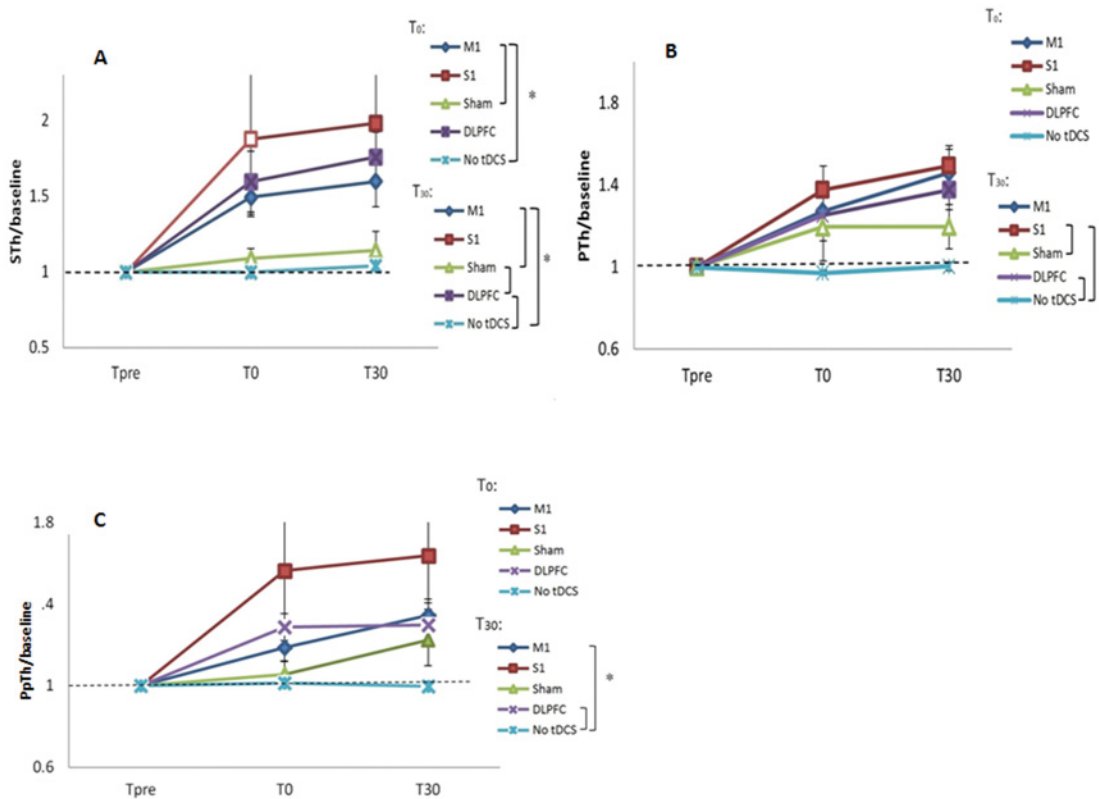 A
STh/baseline
2
1.5
1
0.5
Tpre T0 T30
T₀:
M1
S1
Sham
DLPFC
No tDCS
*
T₃₀:
M1
S1
Sham
DLPFC
No tDCS
*
*
B
PTh/baseline
1.8
1.4
1
0.6
Tpre T0 T30
T₀:
M1
S1
Sham
DLPFC
No tDCS
T₃₀:
M1
S1
Sham
DLPFC
No tDCS
C
PpTh/baseline
1.8
.4
1
0.6
Tpre T0 T30
T₀:
M1
S1
Sham
DLPFC
No tDCS
T₃₀:
M1
S1
Sham
DLPFC
No tDCS
*